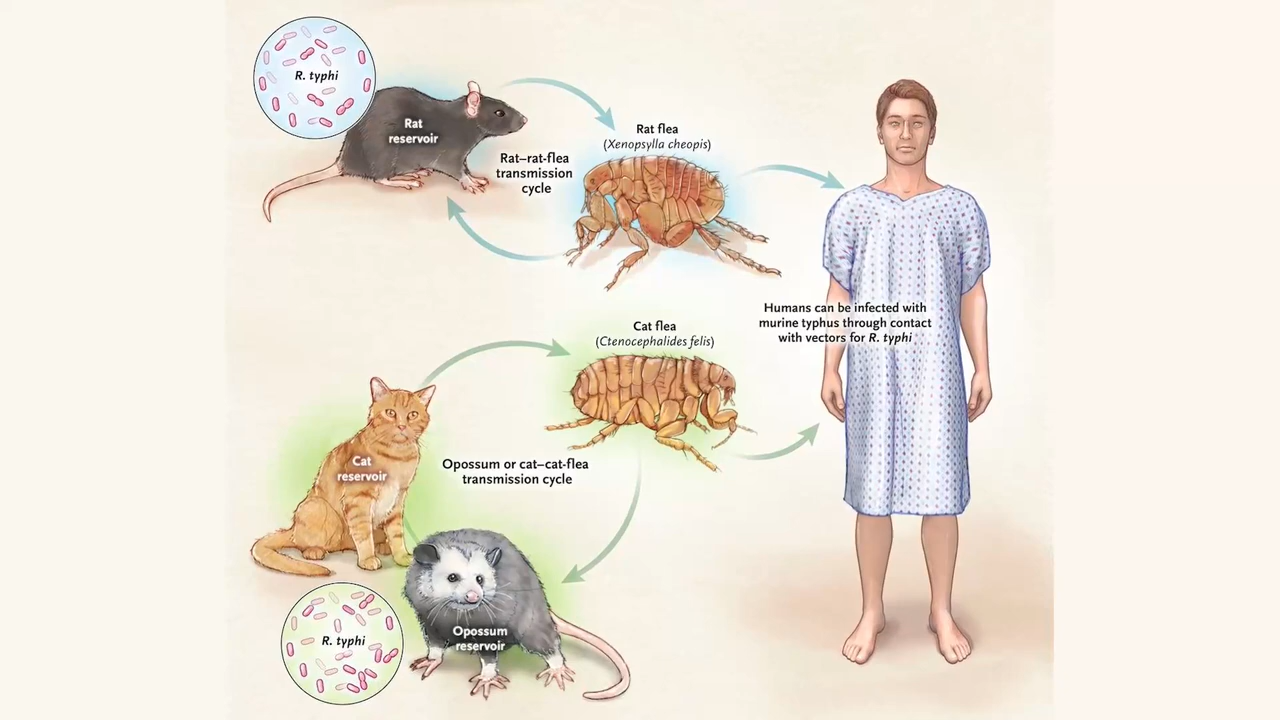 R. typhi
Rat
reservoir
Rat–rat-flea
transmission
cycle
Rat flea
(Xenopsylla cheopis)
Humans can be infected with
murine typhus through contact
with vectors for R. typhi
Cat flea
(Ctenocephalides felis)
Cat
reservoir
Opossum or cat–cat-flea
transmission cycle
Opossum
reservoir
R. typhi